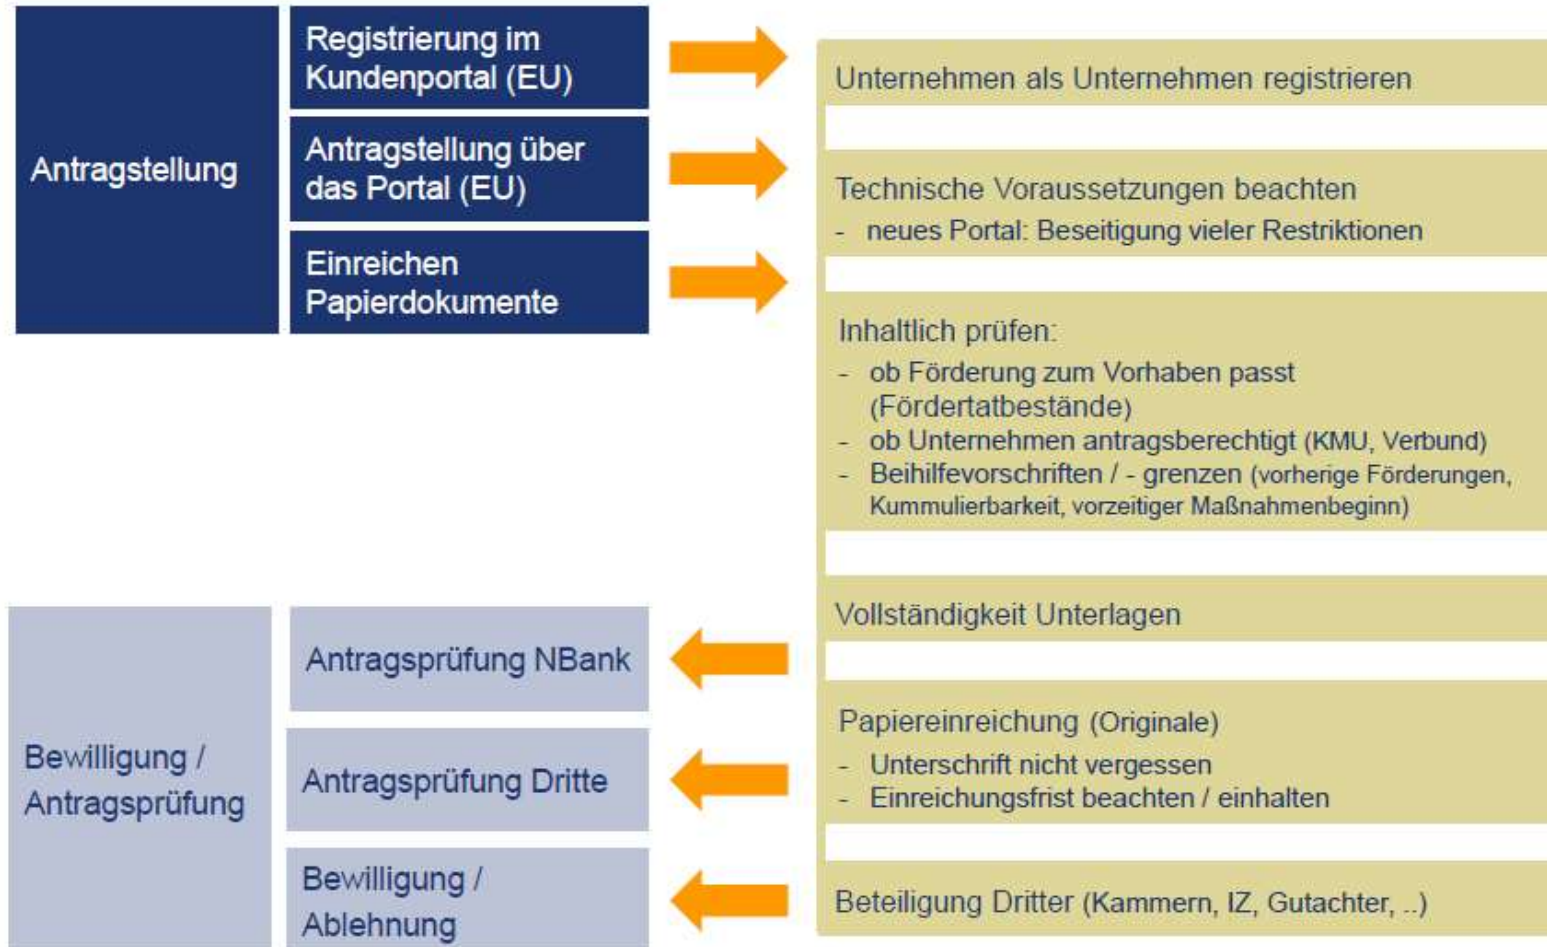 Antragstellung
Registrierung im
Kundenportal (EU)
Antragstellung über
das Portal (EU)
Einreichen
Papierdokumente
Unternehmen als Unternehmen registrieren
Technische Voraussetzungen beachten
- neues Portal: Beseitigung vieler Restriktionen
Inhaltlich prüfen:
- ob Förderung zum Vorhaben passt
(Fördertatbestände)
- ob Unternehmen antragsberechtigt (KMU, Verbund)
- Beihilfevorschriften / - grenzen (vorherige Förderungen,
Kummulierbarkeit, vorzeitiger Maßnahmenbeginn)
Vollständigkeit Unterlagen
Papiereinreichung (Originale)
- Unterschrift nicht vergessen
- Einreichungsfrist beachten / einhalten
Beteiligung Dritter (Kammern, IZ, Gutachter, ..)
Bewilligung /
Antragsprüfung
Antragsprüfung NBank
Antragsprüfung Dritte
Bewilligung /
Ablehnung